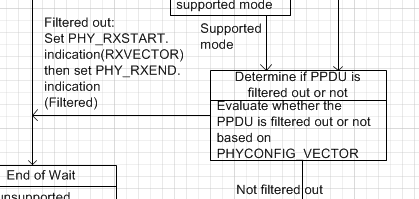 supported mode
Filtered out:
Set PHY_RXSTART.
indication(RXVECTOR)
then set PHY_RXEND.
indication
(Filtered)
Supported
mode
Determine if PPDU is
filtered out or not
Evaluate whether the
PPDU is filtered out or not
based on
PHYCONFIG_VECTOR
End of Wait
unsupported
Not filtered out